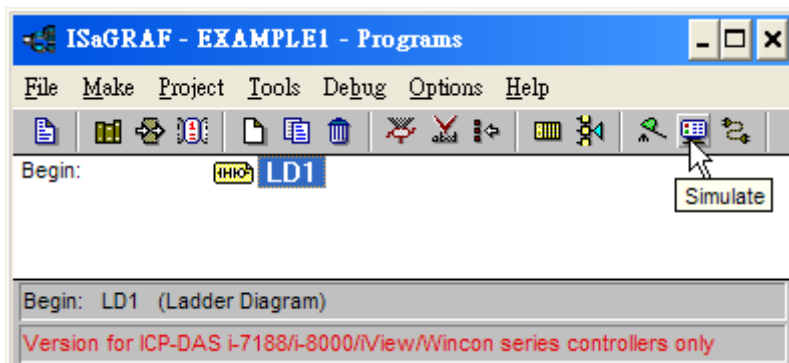 ISaGRAF - EXAMPLE1 - Programs
File Make Project Tools Debug Options Help
Begin: LD1
Simulate
Begin: LD1 (Ladder Diagram)
Version for ICP-DAS i-7188/i-8000/iView/Wincon series controllers only